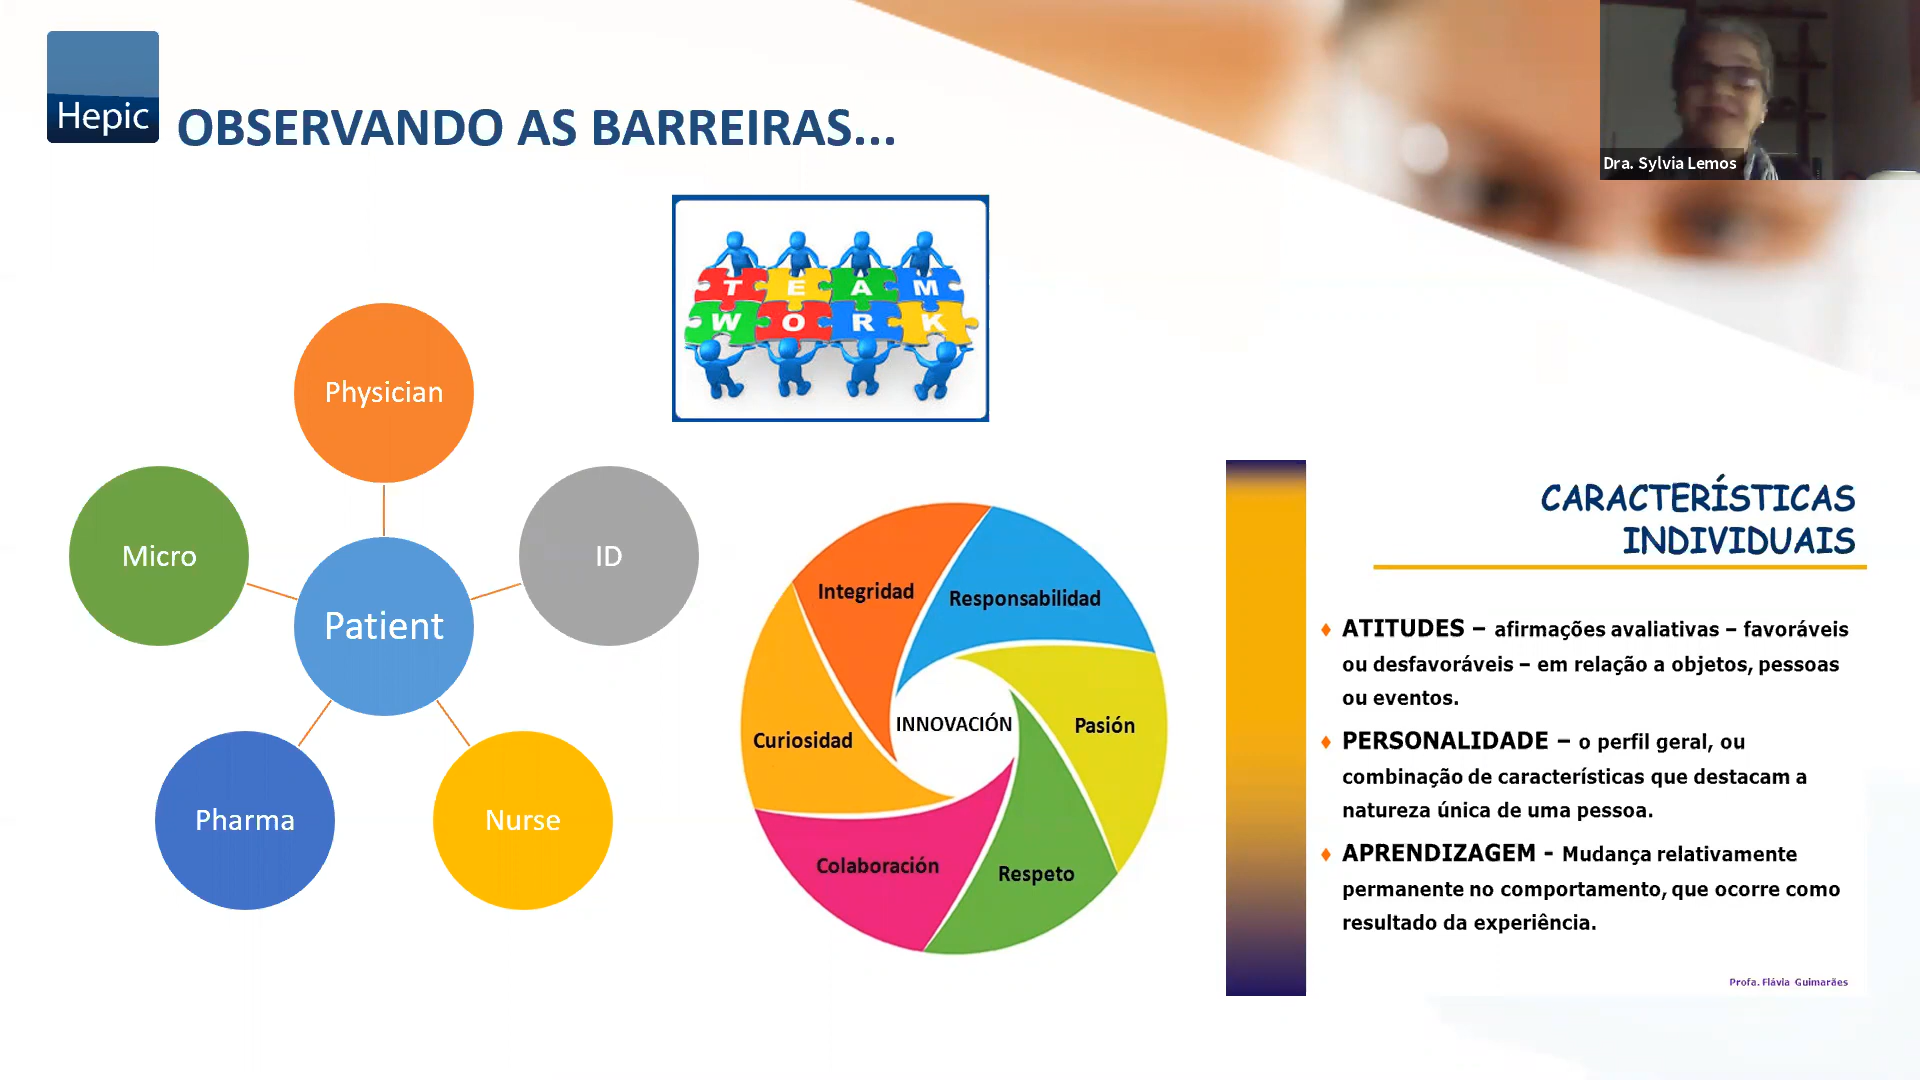 Hepic
OBSERVANDO AS BARREIRAS...
Dra. Sylvia Lemos
TEAM
WORK
Physician
Micro
ID
Patient
Pharma
Nurse
Integridad
Responsabilidad
Curiosidad
INNOVACIÓN
Pasión
Colaboración
Respeto
CARACTERÍSTICAS
INDIVIDUAIS
ATITUDES – afirmações avaliativas – favoráveis
ou desfavoráveis – em relação a objetos, pessoas
ou eventos.
PERSONALIDADE – o perfil geral, ou
combinação de características que destacam a
natureza única de uma pessoa.
APRENDIZAGEM - Mudança relativamente
permanente no comportamento, que ocorre como
resultado da experiência.
Profa. Flávia Guimarães